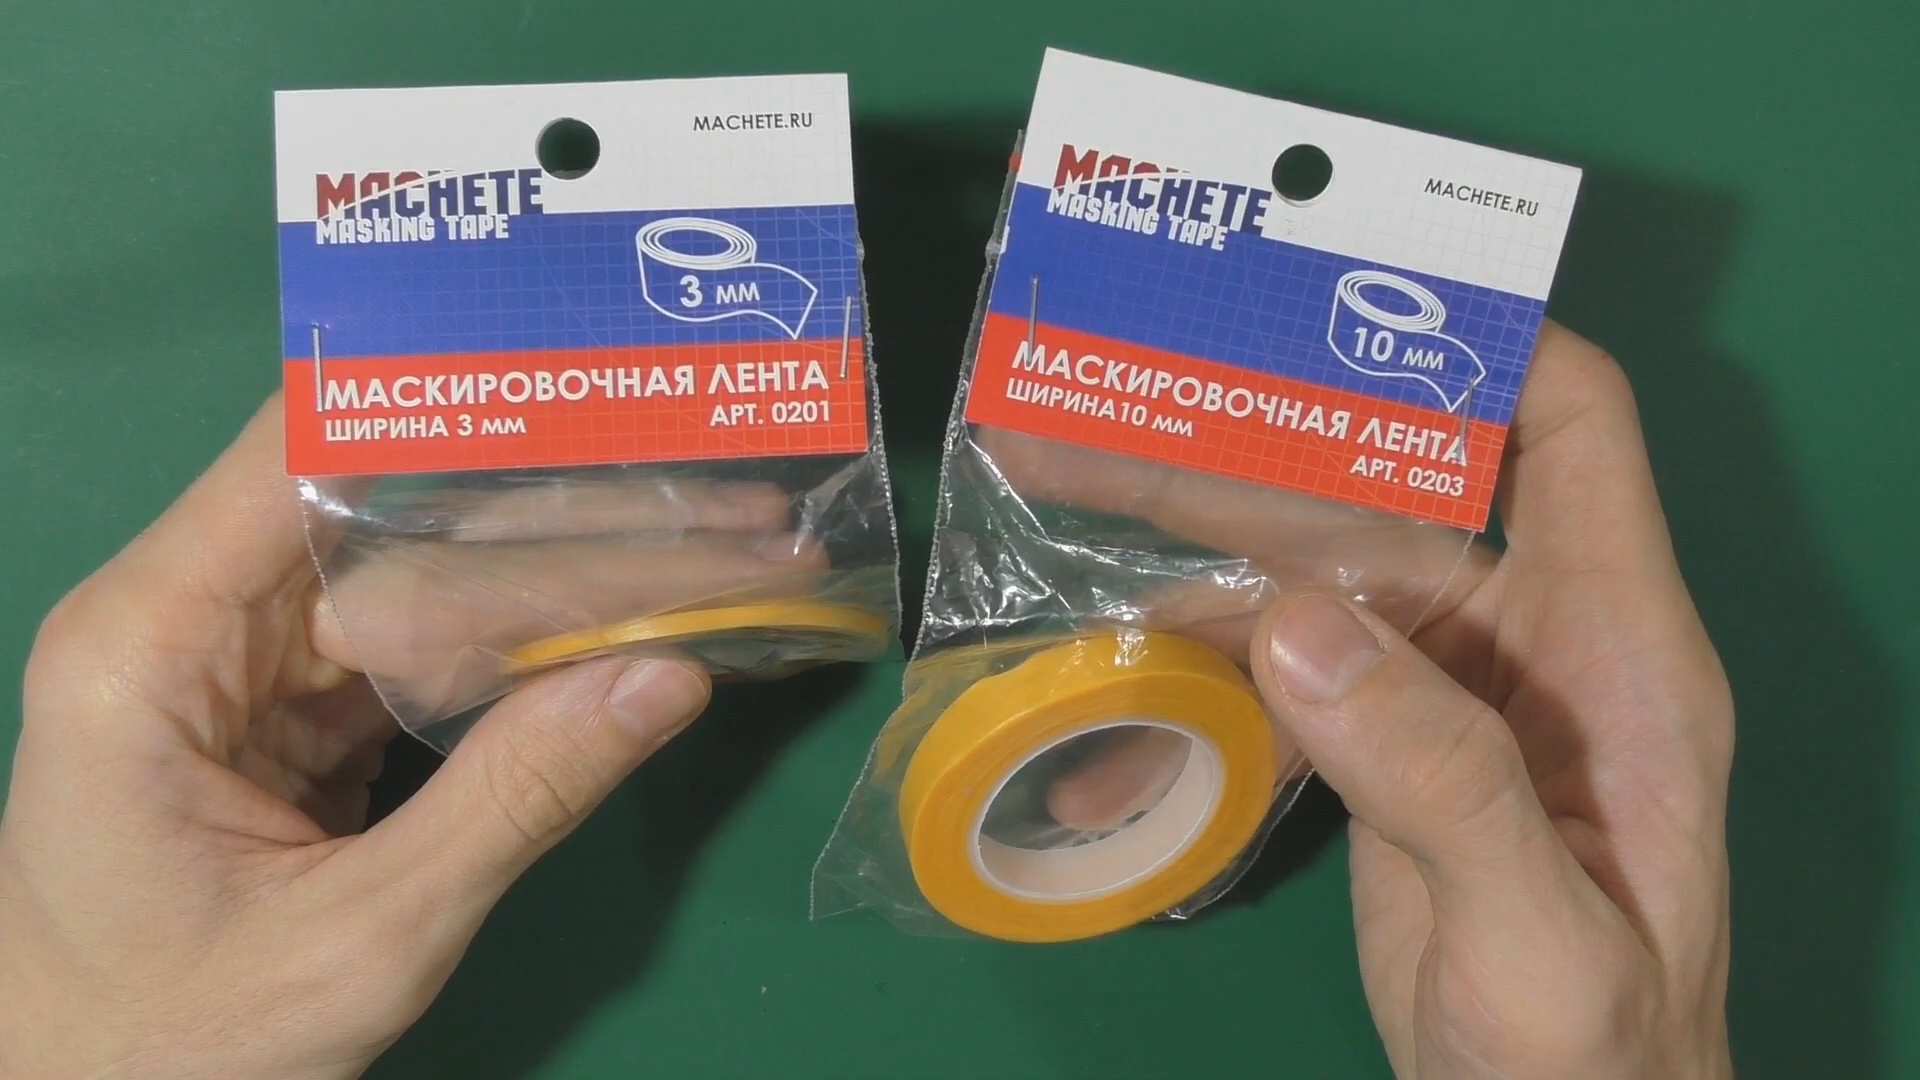 MACHETE.RU
MACHETE
MASKING TAPE
3 мм
МАСКИРОВОЧНАЯ ЛЕНТА
ШИРИНА 3 мм
АРТ. 0201
MACHETE.RU
MACHETE
MASKING TAPE
10 мм
МАСКИРОВОЧНАЯ ЛЕНТА
ШИРИНА10 мм
АРТ. 0203